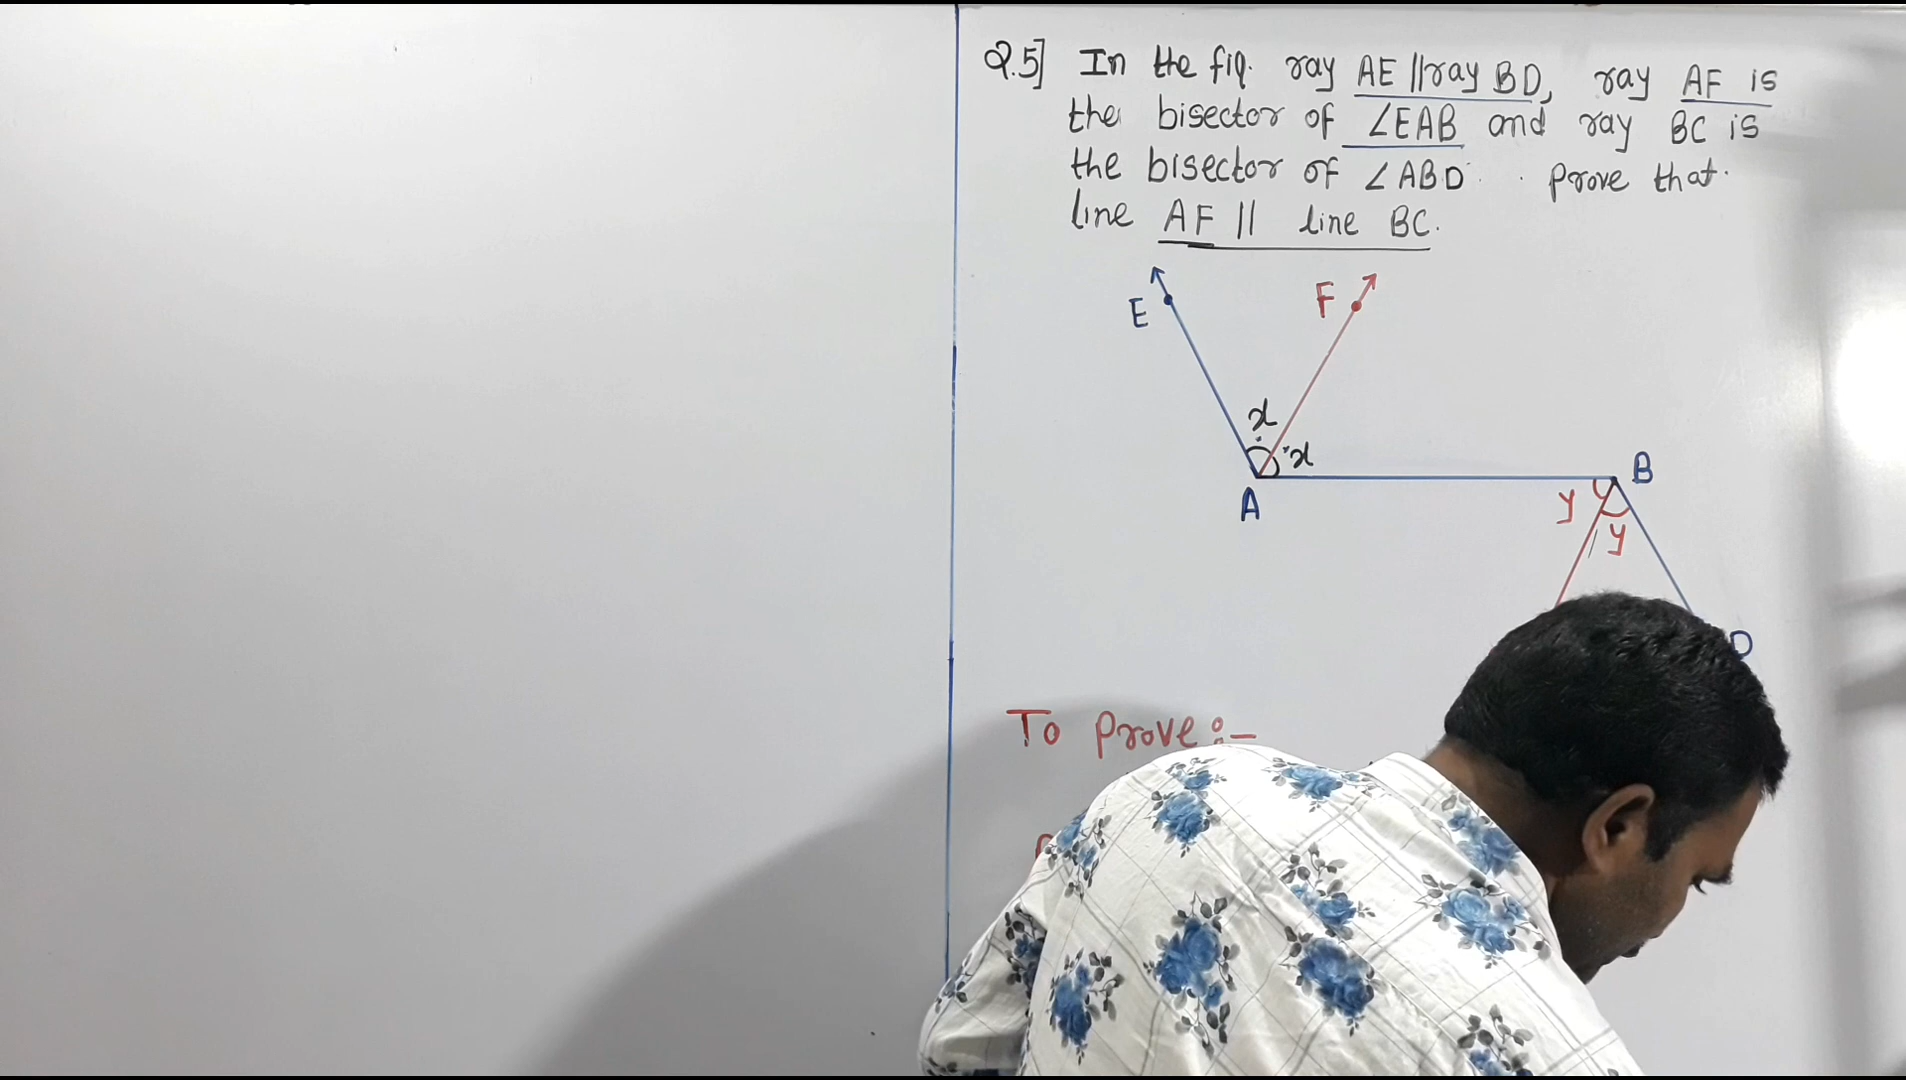 Q.5] In the fig. ray AE || ray BD, ray AF is
the bisector of ∠EAB and ray BC is
the bisector of ∠ABD. Prove that.
line AF || line BC.
E
F
x
x
A
B
y
y
D
To prove :-